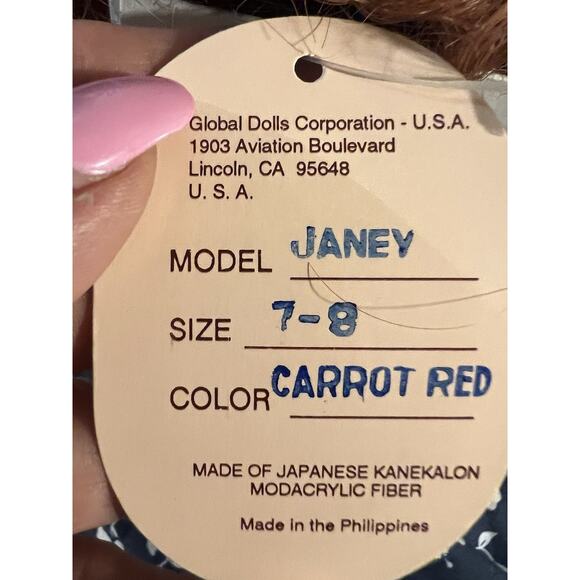 Global Dolls Corporation - U.S.A.
1903 Aviation Boulevard
Lincoln, CA 95648
U. S. A.
MODEL JANEY
SIZE 7-8
COLOR CARROT RED
MADE OF JAPANESE KANEKALON
MODACRYLIC FIBER
Made in the Philippines